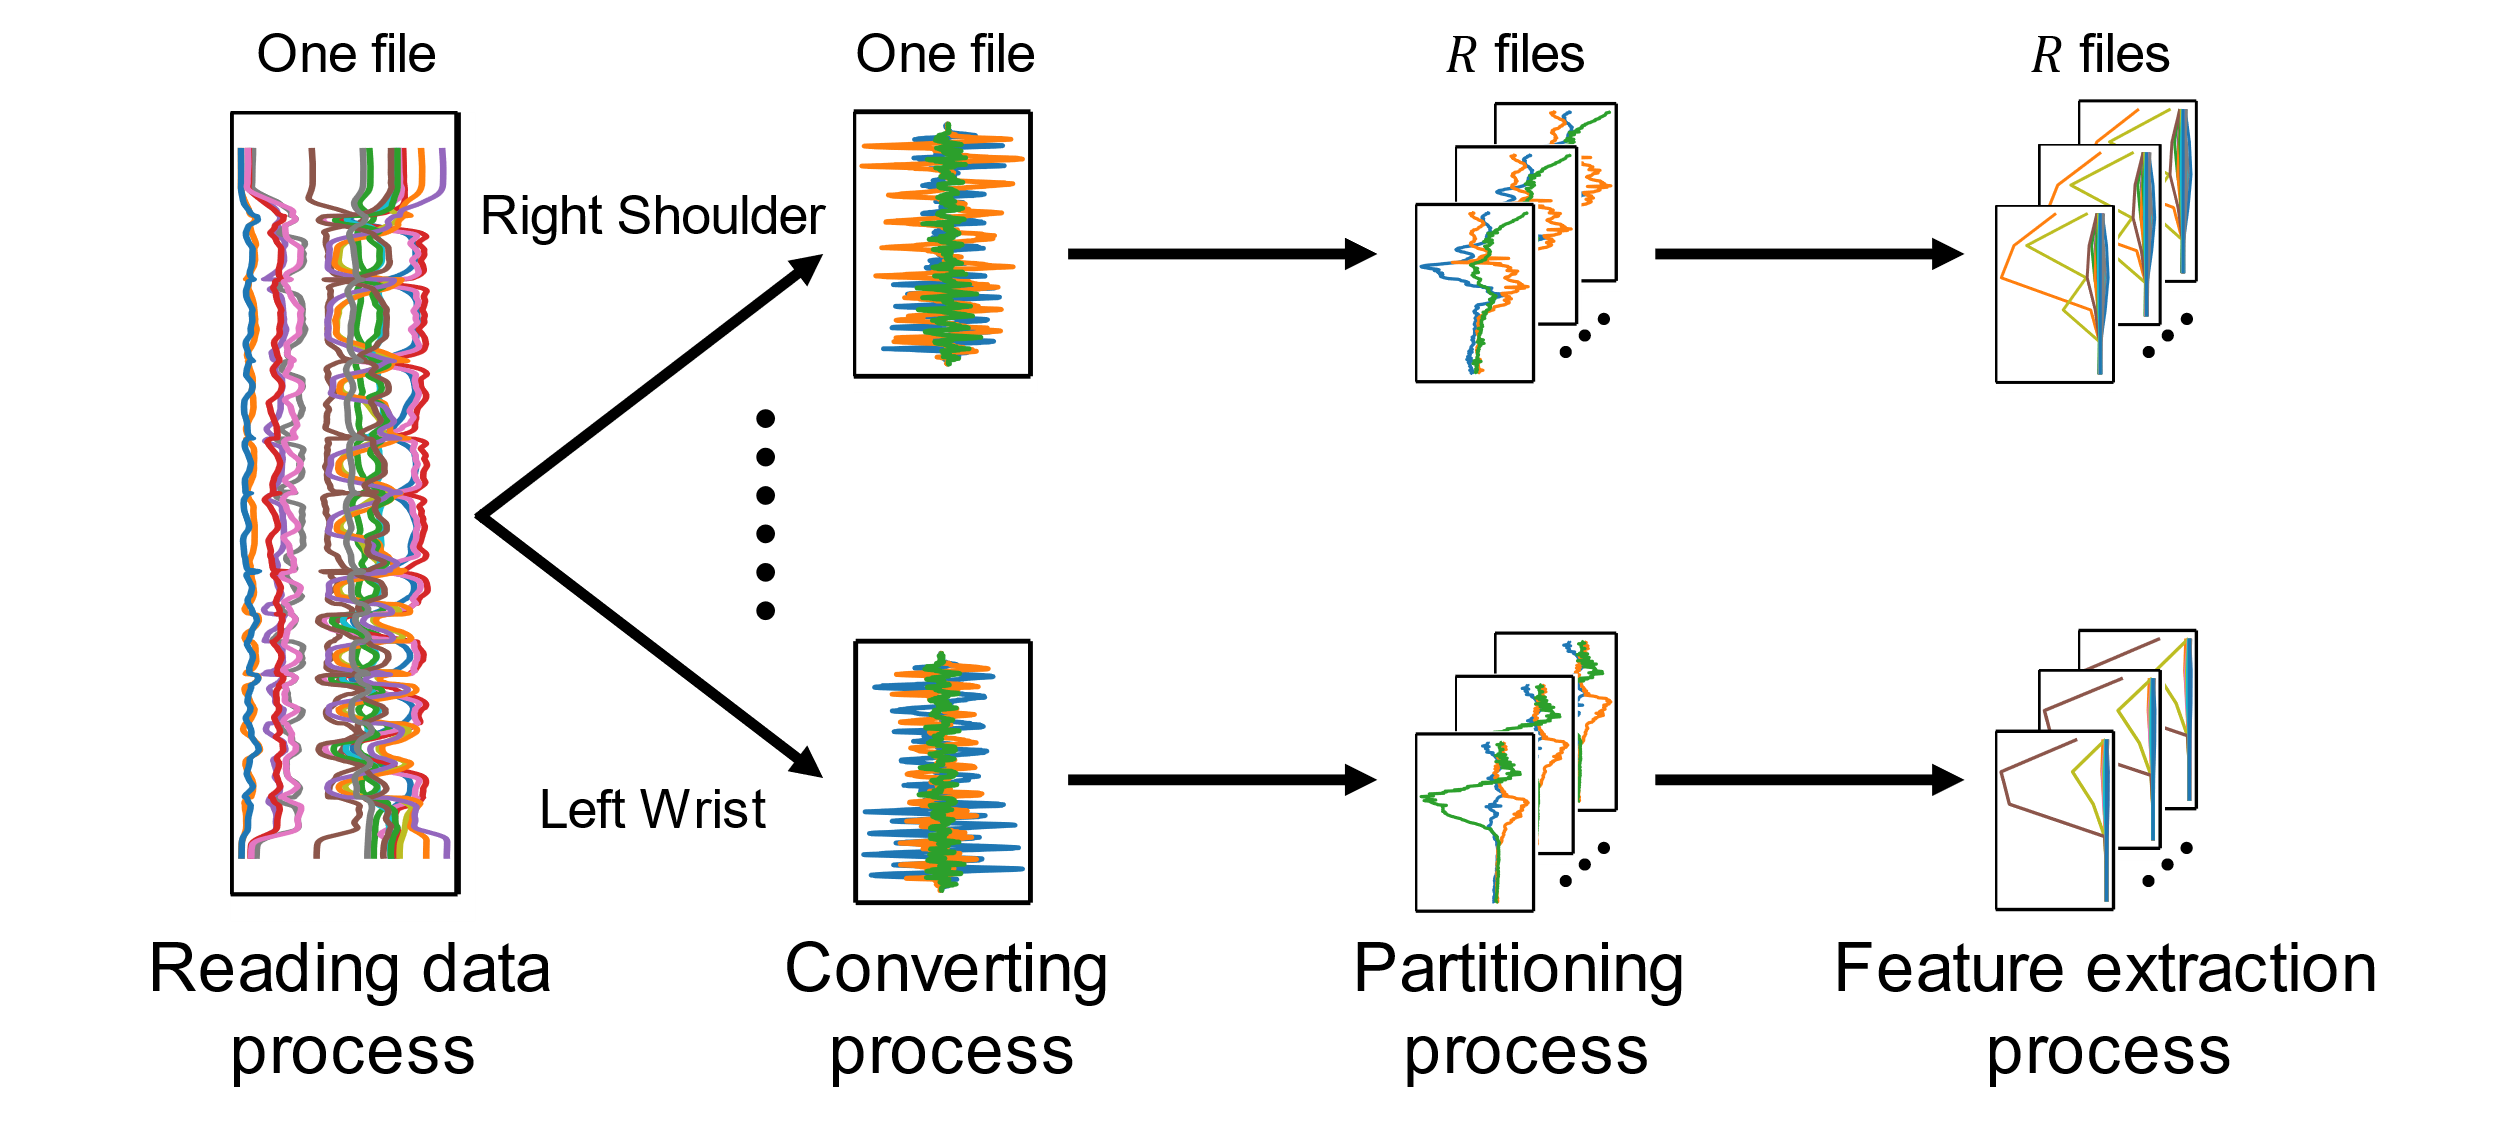 One file
One file
R files
R files
Right Shoulder
Left Wrist
Reading data
process
Converting
process
Partitioning
process
Feature extraction
process